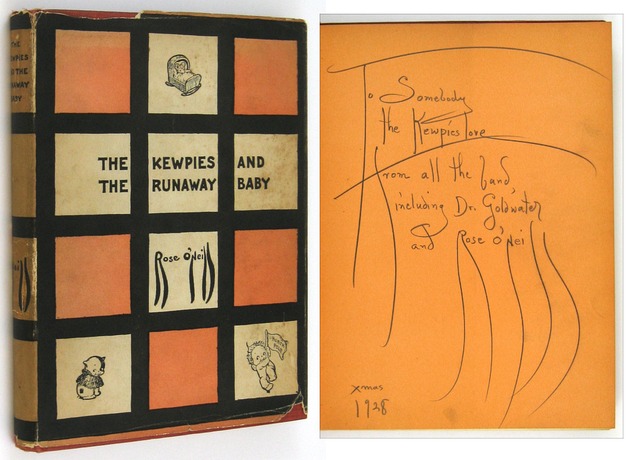 THE
KEWPIES
AND THE
RUNAWAY
BABY
THE KEWPIES AND
THE RUNAWAY BABY
Rose O'Neill
To Somebody
the Kewpies love
From all the band,
including Dr. Goldwater
and Rose O'Neill
Xmas
1928